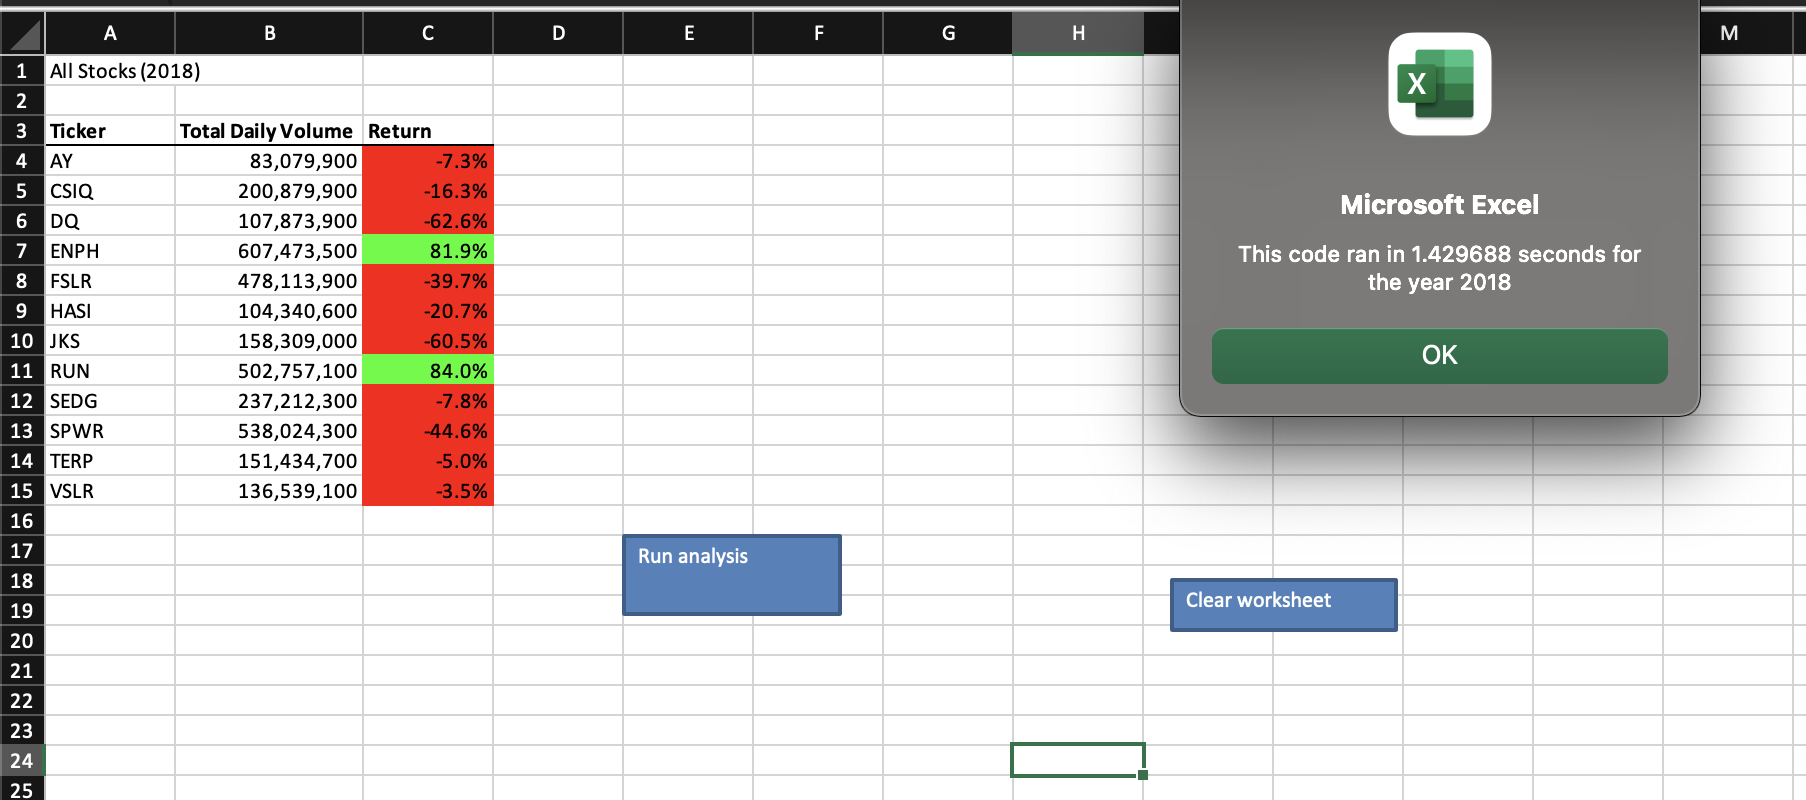 A B C D E F G H M
1 All Stocks (2018)
2
3 Ticker Total Daily Volume Return
4 AY 83,079,900 -7.3%
5 CSIQ 200,879,900 -16.3%
6 DQ 107,873,900 -62.6%
7 ENPH 607,473,500 81.9%
8 FSLR 478,113,900 -39.7%
9 HASI 104,340,600 -20.7%
10 JKS 158,309,000 -60.5%
11 RUN 502,757,100 84.0%
12 SEDG 237,212,300 -7.8%
13 SPWR 538,024,300 -44.6%
14 TERP 151,434,700 -5.0%
15 VSLR 136,539,100 -3.5%
16
17
18
19
20
21
22
23
24
25
X
Microsoft Excel
This code ran in 1.429688 seconds for
the year 2018
OK
Run analysis
Clear worksheet